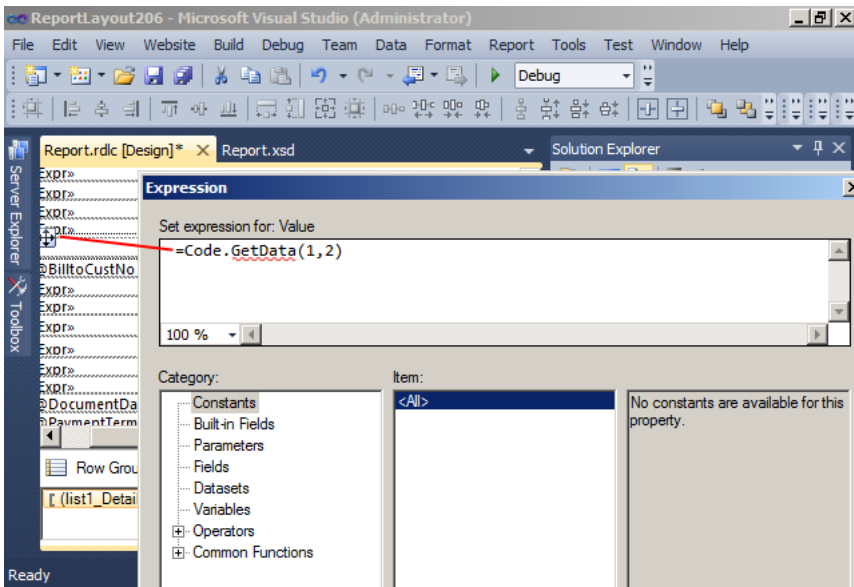 ReportLayout206 - Microsoft Visual Studio (Administrator)
File Edit View Website Build Debug Team Data Format Report Tools Test Window Help
Debug
Report.rdlc [Design]* Report.xsd
Solution Explorer
Server Explorer
Toolbox
Expr»
Expr»
Expr»
Expr»
@BilltoCustNo
Expr»
Expr»
Expr»
Expr»
Expr»
Expr»
@DocumentDa
@PaymentTerm
Row Grou
[ (list1_Detai
Ready
Expression
Set expression for: Value
=Code.GetData(1,2)
100 %
Category:
Constants
Built-in Fields
Parameters
Fields
Datasets
Variables
Operators
Common Functions
Item:
<All>
No constants are available for this
property.